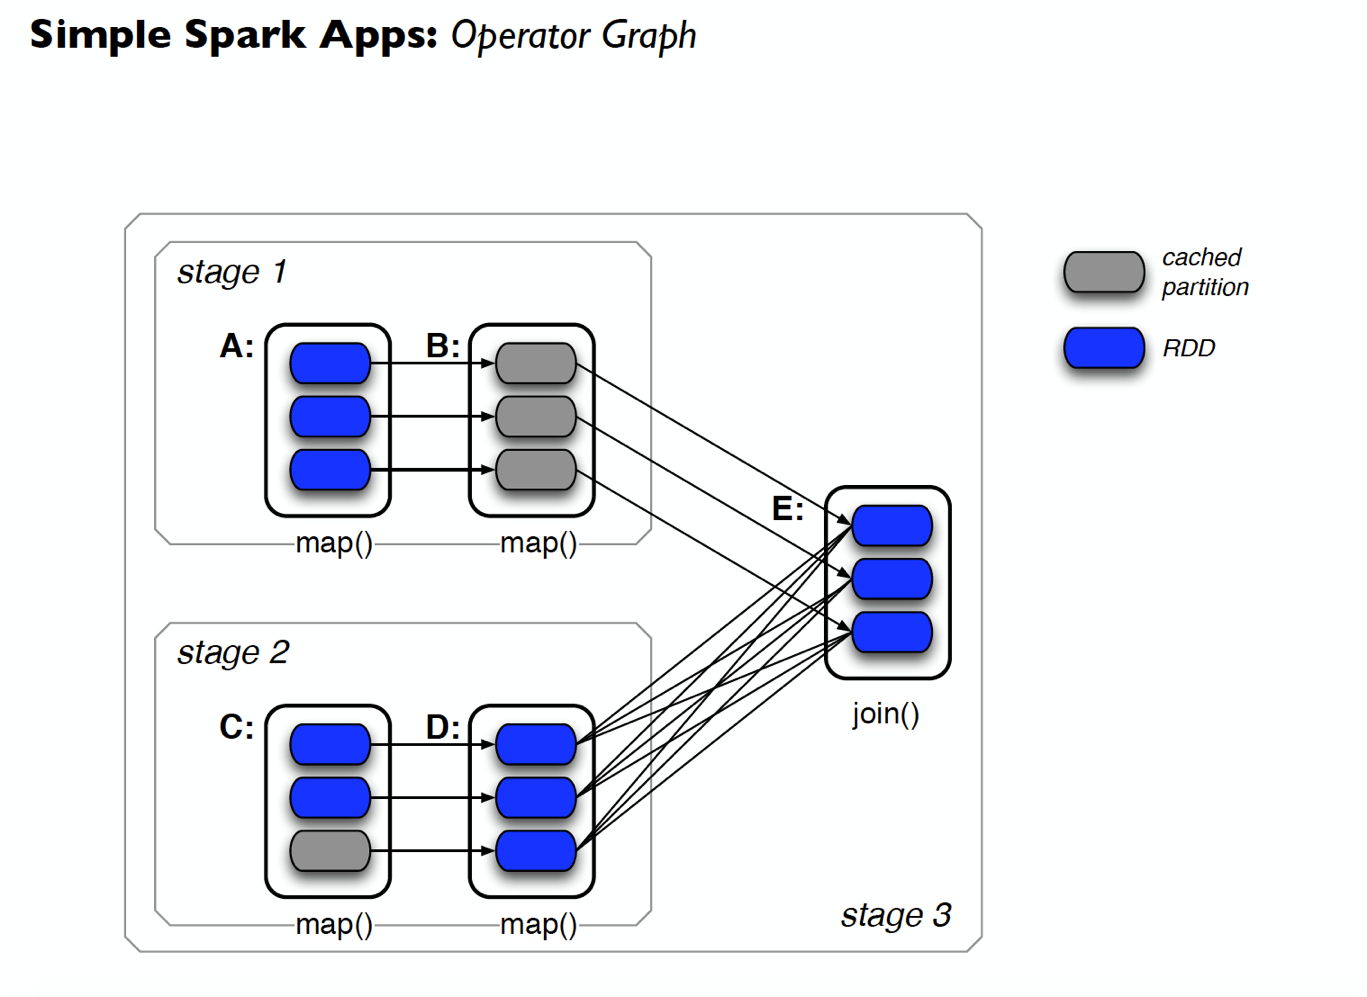 Simple Spark Apps: Operator Graph
stage 1
A:
B:
map()
map()
stage 2
C:
D:
map()
map()
E:
join()
stage 3
cached
partition
RDD